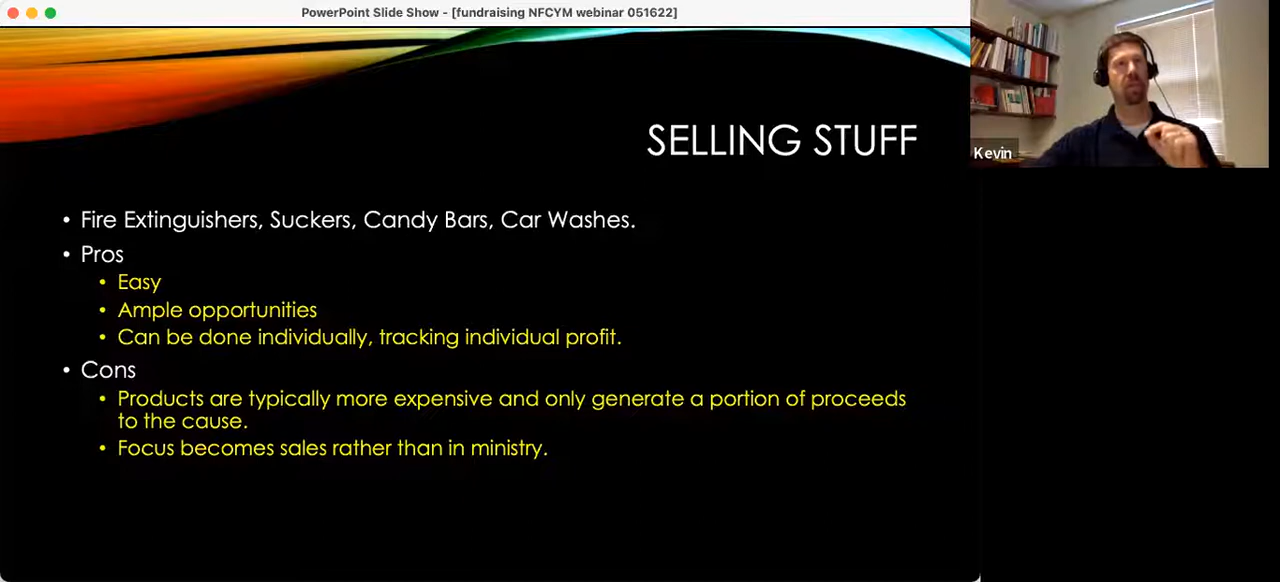 PowerPoint Slide Show - [fundraising NFCYM webinar 051622]
SELLING STUFF
Kevin
• Fire Extinguishers, Suckers, Candy Bars, Car Washes.
• Pros
• Easy
• Ample opportunities
• Can be done individually, tracking individual profit.
• Cons
• Products are typically more expensive and only generate a portion of proceeds
to the cause.
• Focus becomes sales rather than in ministry.